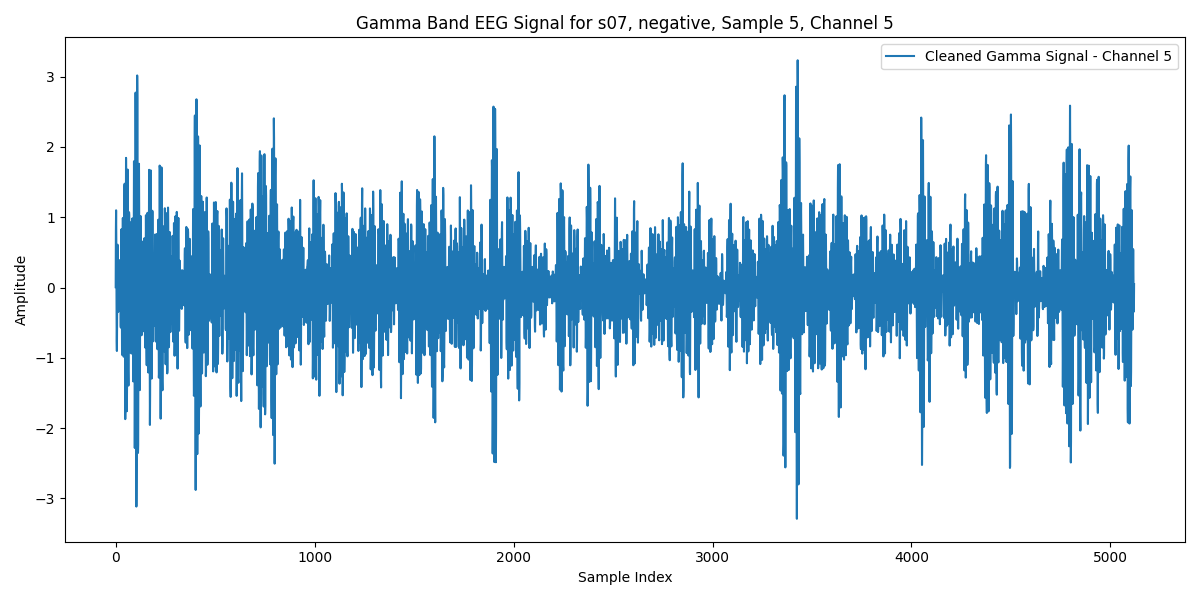 Gamma Band EEG Signal for s07, negative, Sample 5, Channel 5
Cleaned Gamma Signal - Channel 5
Amplitude
3
2
1
0
−1
−2
−3
0 1000 2000 3000 4000 5000
Sample Index